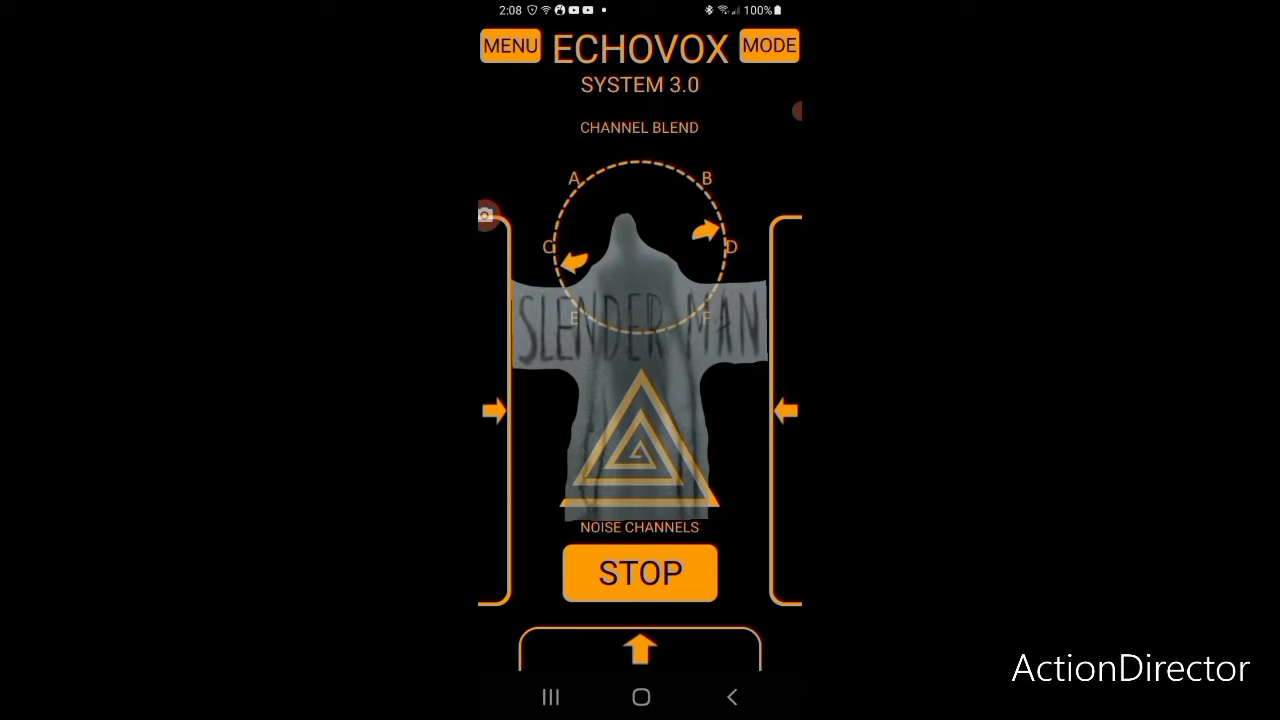 2:08 100%
MENU ECHOVOX MODE
SYSTEM 3.0
CHANNEL BLEND
A B
C D
E F
SLENDER MAN
NOISE CHANNELS
STOP
ActionDirector